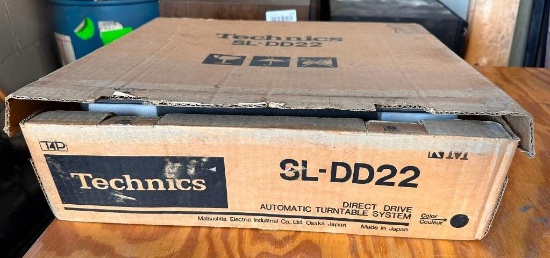 Technics
SL-DD22
T4P
Technics
SL-DD22
DIRECT DRIVE
AUTOMATIC TURNTABLE SYSTEM
Matsushita Electric Industrial Co., Ltd. Osaka Japan
Made in Japan
Color
Couleur